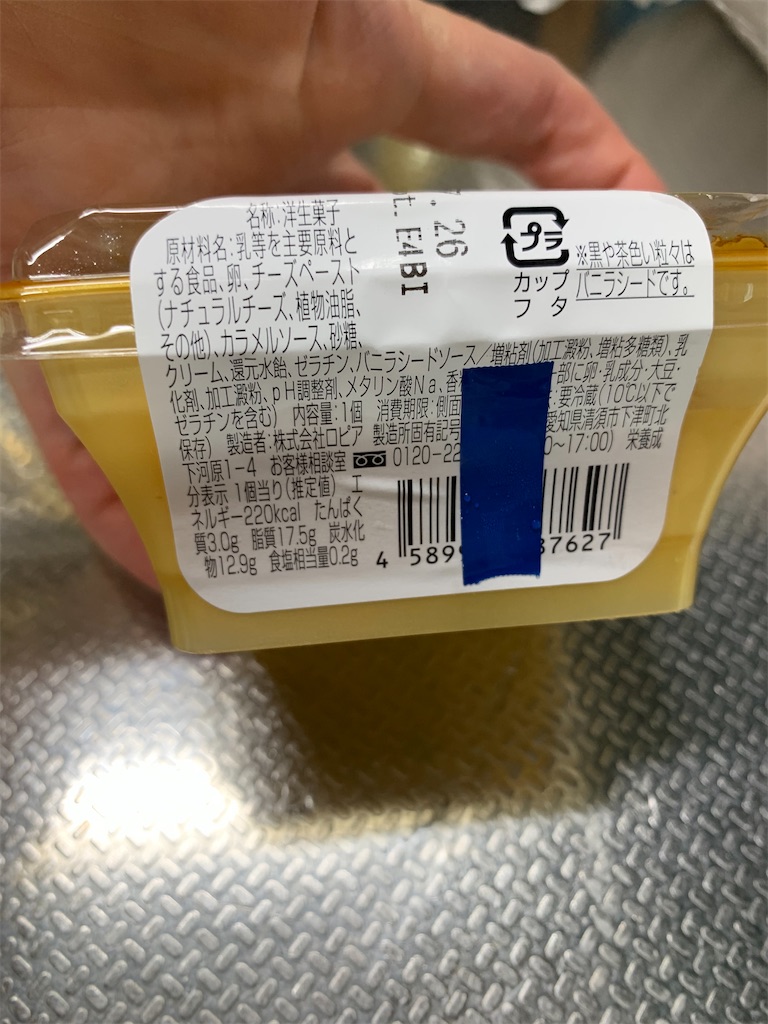 名称:洋生菓子
原材料名:乳等を主要原料と
する食品、卵、チーズペースト
(ナチュラルチーズ、植物油脂、
その他)、カラメルソース、砂糖、
クリーム、還元水飴、ゼラチン、バニラシードソース/増粘剤(加工澱粉、増粘多糖類)、乳
化剤、加工澱粉、pH調整剤、メタリン酸Na、香 一部に卵・乳成分・大豆・
ゼラチンを含む) 内容量:1個 消費期限:側面 :要冷蔵(10℃以下で
保存) 製造者:株式会社ロピア 製造所固有記号 愛知県清須市下津町北
下河原1-4 お客様相談室 0120-22 0~17:00) 栄養成
分表示 1個当り(推定値) エ
ネルギー220kcal たんぱく
質3.0g 脂質17.5g 炭水化
物12.9g 食塩相当量0.2g
26
E4BI
プラ
カップ
フタ
※黒や茶色い粒々は
バニラシードです。
4 589 37627